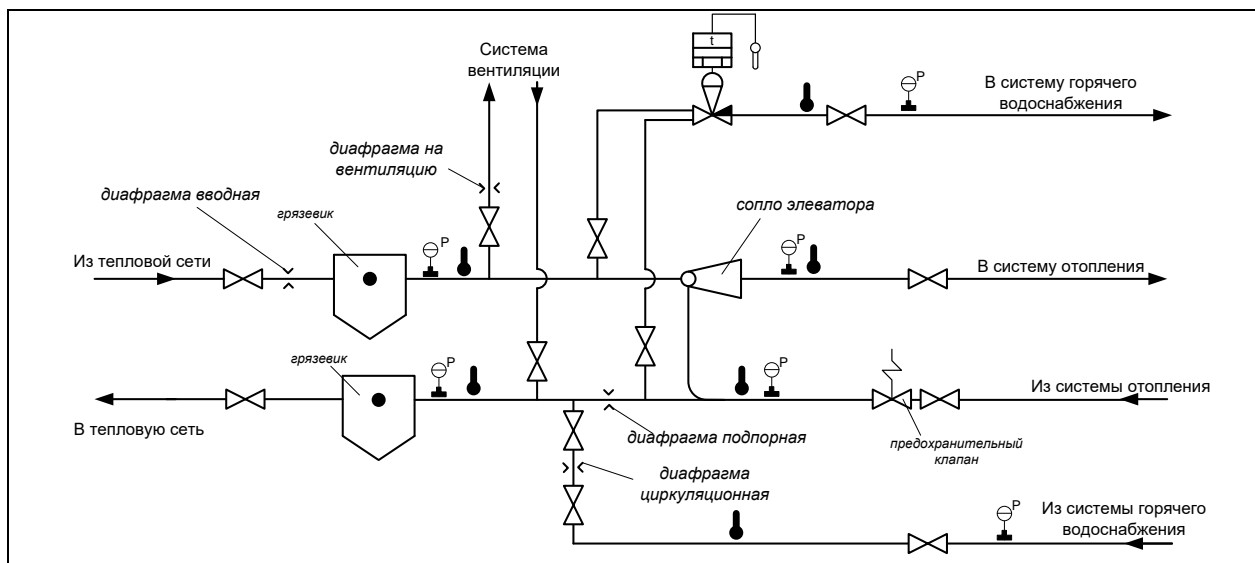 Система
вентиляции
t
P
В систему горячего
водоснабжения
диафрагма на
вентиляцию
диафрагма вводная
грязевик
сопло элеватора
Из тепловой сети
P
P
В систему отопления
грязевик
P
P
Из системы отопления
В тепловую сеть
диафрагма подпорная
предохранительный
клапан
диафрагма
циркуляционная
P
Из системы горячего
водоснабжения